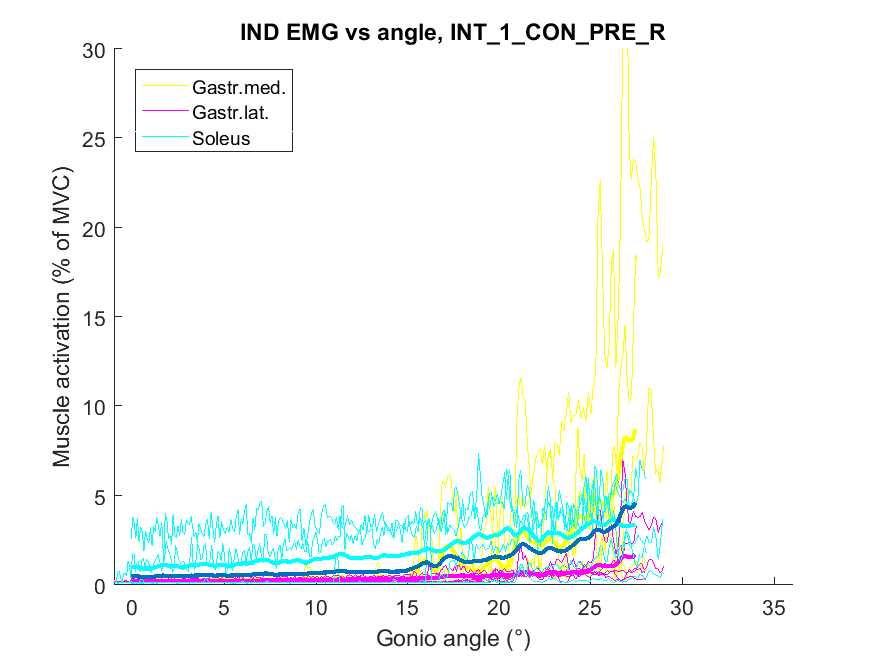 IND EMG vs angle, INT_1_CON_PRE_R
30
25
20
15
10
5
0
Muscle activation (% of MVC)
Gastr.med.
Gastr.lat.
Soleus
0 5 10 15 20 25 30 35
Gonio angle (°)